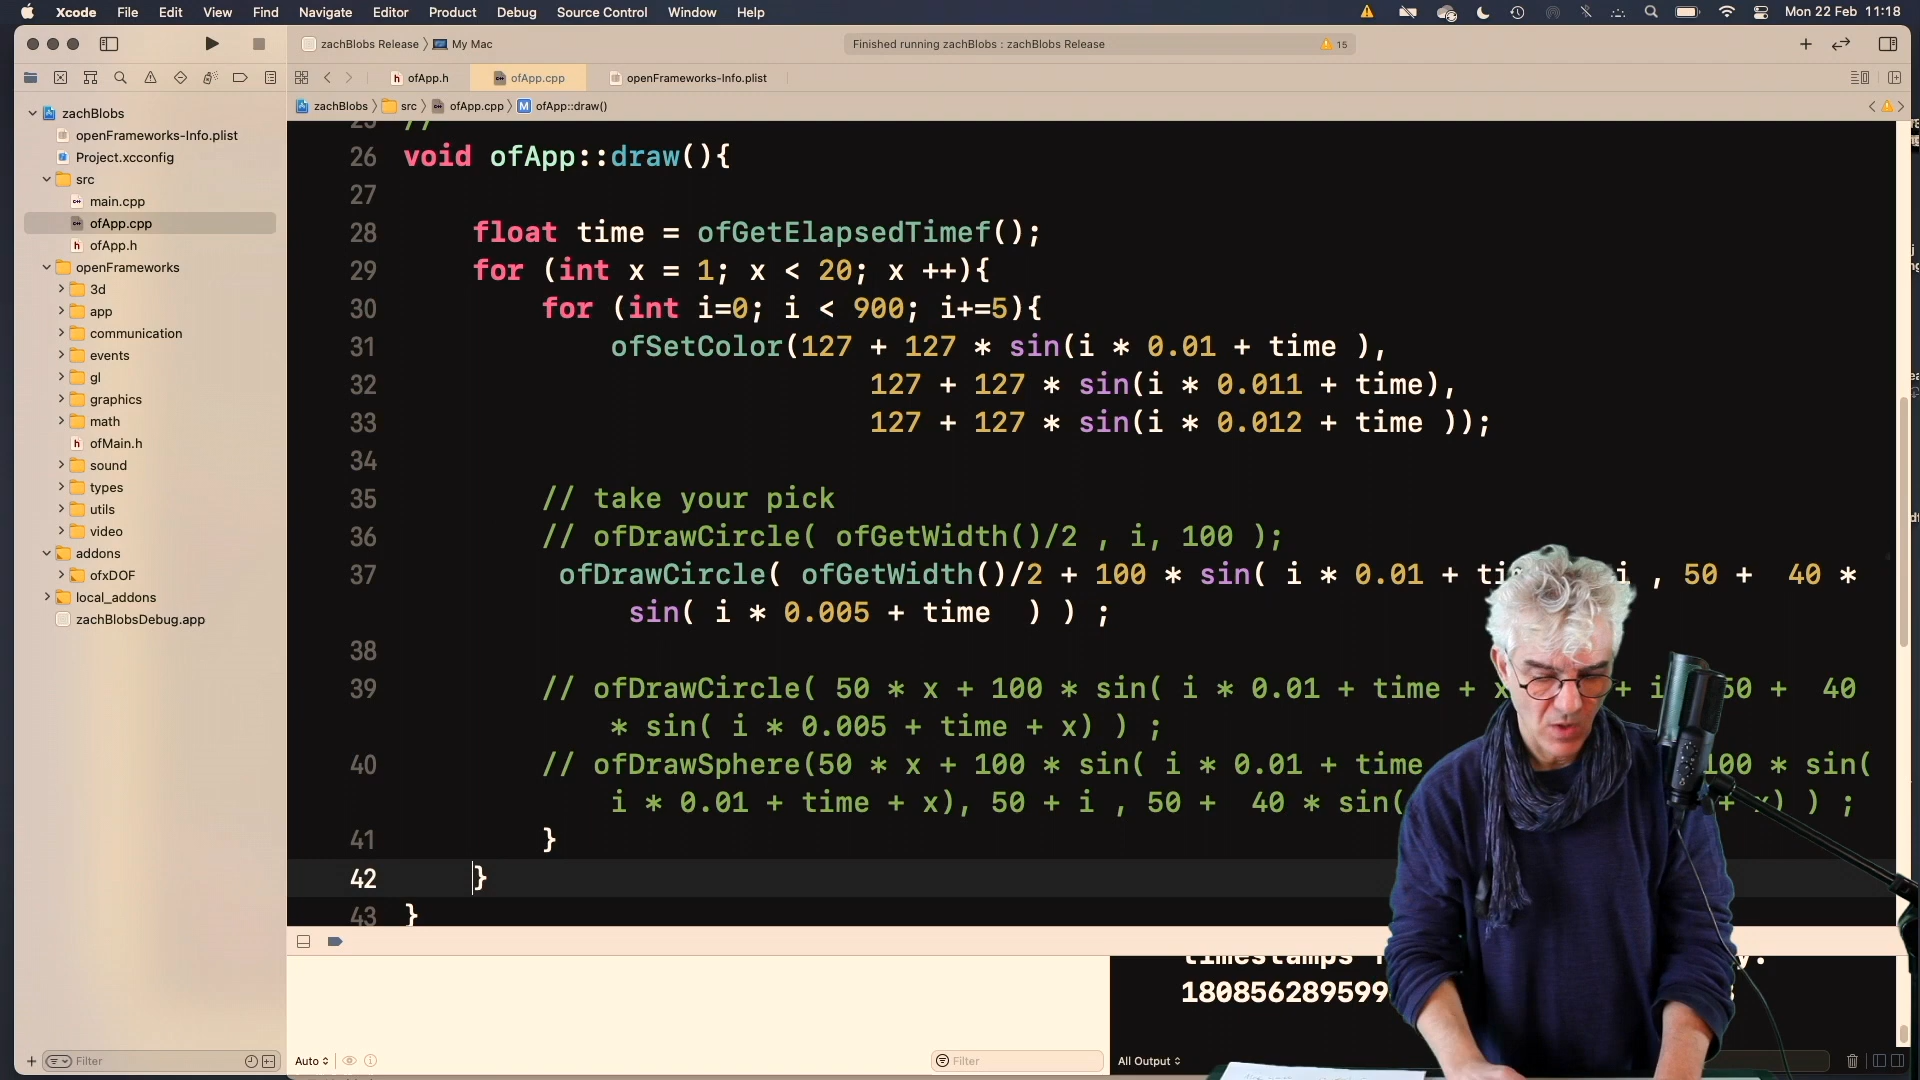 Xcode File Edit View Find Navigate Editor Product Debug Source Control Window Help Mon 22 Feb 11:18
zachBlobs Release My Mac Finished running zachBlobs : zachBlobs Release 15
ofApp.h ofApp.cpp openFrameworks-Info.plist
zachBlobs src ofApp.cpp M ofApp::draw()
zachBlobs
openFrameworks-Info.plist
Project.xcconfig
src
main.cpp
ofApp.cpp
ofApp.h
openFrameworks
3d
app
communication
events
gl
graphics
math
ofMain.h
sound
types
utils
video
addons
ofxDOF
local_addons
zachBlobsDebug.app
Filter
25 //
26 void ofApp::draw(){
27
28 float time = ofGetElapsedTimef();
29 for (int x = 1; x < 20; x ++){
30 for (int i=0; i < 900; i+=5){
31 ofSetColor(127 + 127 * sin(i * 0.01 + time ),
32 127 + 127 * sin(i * 0.011 + time),
33 127 + 127 * sin(i * 0.012 + time ));
34
35 // take your pick
36 // ofDrawCircle( ofGetWidth()/2 , i, 100 );
37 ofDrawCircle( ofGetWidth()/2 + 100 * sin( i * 0.01 + i , 50 + 40 *
sin( i * 0.005 + time ) ) ;
38
39 // ofDrawCircle( 50 * x + 100 * sin( i * 0.01 + time + x + i 50 + 40
* sin( i * 0.005 + time + x) ) ;
40 // ofDrawSphere(50 * x + 100 * sin( i * 0.01 + time 100 * sin(
i * 0.01 + time + x), 50 + i , 50 + 40 * sin( + x) ) ;
41 }
42 }
43 }
timestamps
Auto Filter All Output